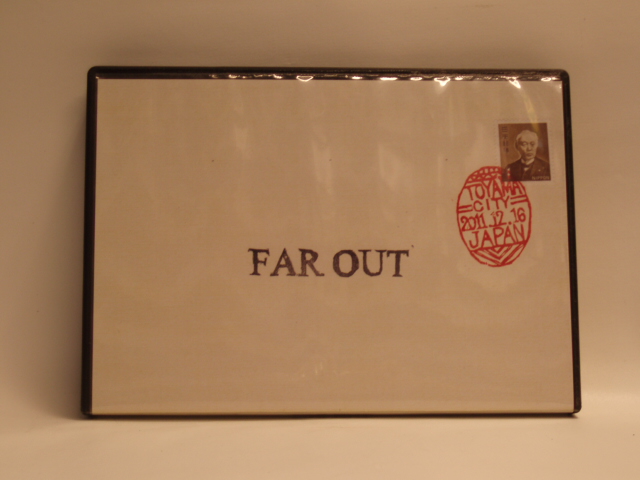 FAR OUT
TOYAMA
CITY
2011.12.16
JAPAN